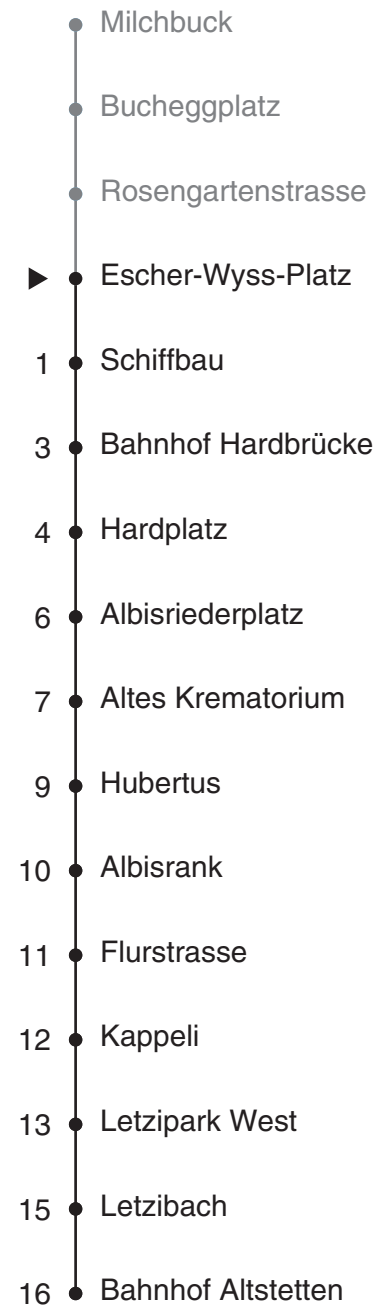 Milchbuck
Bucheggplatz
Rosengartenstrasse
Escher-Wyss-Platz
1 Schiffbau
3 Bahnhof Hardbrücke
4 Hardplatz
6 Albisriederplatz
7 Altes Krematorium
9 Hubertus
10 Albisrank
11 Flurstrasse
12 Kappeli
13 Letzipark West
15 Letzibach
16 Bahnhof Altstetten